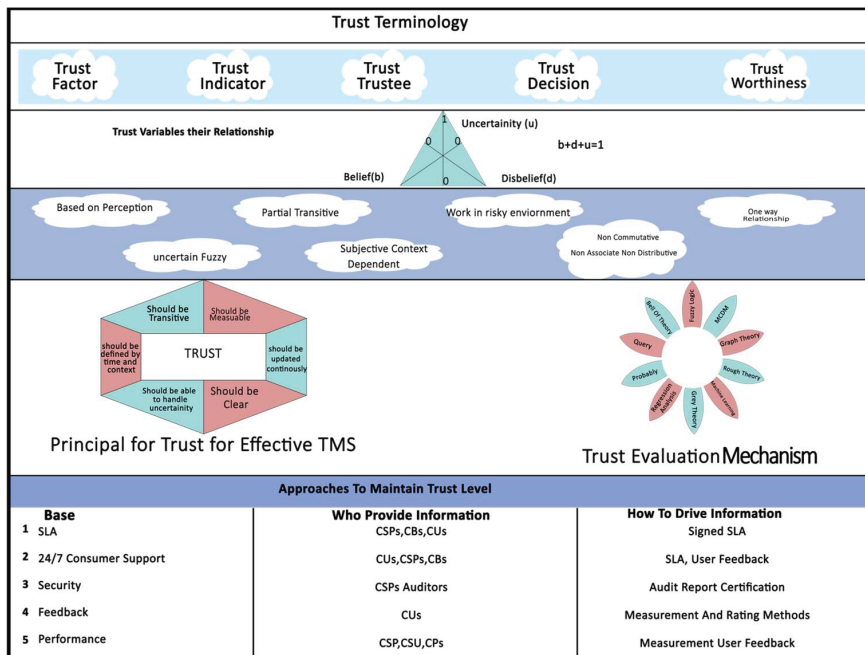 Trust Terminology
Trust
Factor
Trust
Indicator
Trust
Trustee
Trust
Decision
Trust
Worthiness
Trust Variables their Relationship
1
Uncertainity (u)
0
0
b+d+u=1
Belief(b)
0
Disbelief(d)
Based on Perception
Partial Transitive
Work in risky enviornment
One way
Relationship
uncertain Fuzzy
Subjective Context
Dependent
Non Commutative
Non Associate Non Distributive
Should be
Transitive
Should be
Measuable
should be
defined by
time and
context
TRUST
should be
updated
continously
Should be able
to handle
uncertainity
Should be
Clear
Principal for Trust for Effective TMS
Fuzzy Logic
MCDM
Graph Theory
Rough Theory
Machine Learning
Grey Theory
Regression
Analysis
Probably
Query
Bell Of Theory
Trust Evaluation Mechanism
Approaches To Maintain Trust Level
Base Who Provide Information How To Drive Information
1 SLA CSPs,CBs,CUs Signed SLA
2 24/7 Consumer Support CUs,CSPs,CBs SLA, User Feedback
3 Security CSPs Auditors Audit Report Certification
4 Feedback CUs Measurement And Rating Methods
5 Performance CSP,CSU,CPs Measurement User Feedback